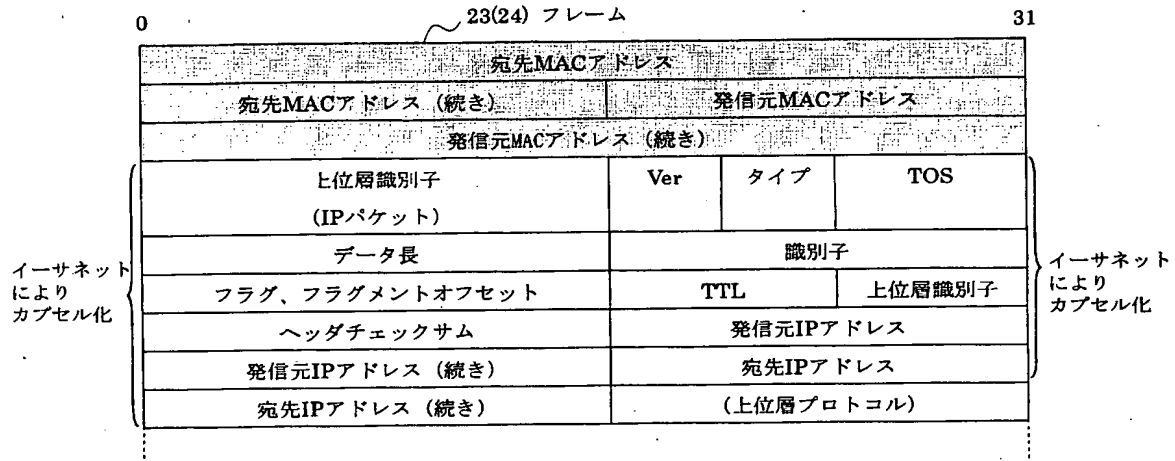 0 23(24) フレーム 31
宛先MACアドレス
宛先MACアドレス (続き) 発信元MACアドレス
発信元MACアドレス (続き)
上位層識別子 Ver タイプ TOS
(IPパケット)
データ長 識別子
フラグ、フラグメントオフセット TTL 上位層識別子
ヘッダチェックサム 発信元IPアドレス
発信元IPアドレス (続き) 宛先IPアドレス
宛先IPアドレス (続き) (上位層プロトコル)
イーサネット
により
カプセル化
イーサネット
により
カプセル化